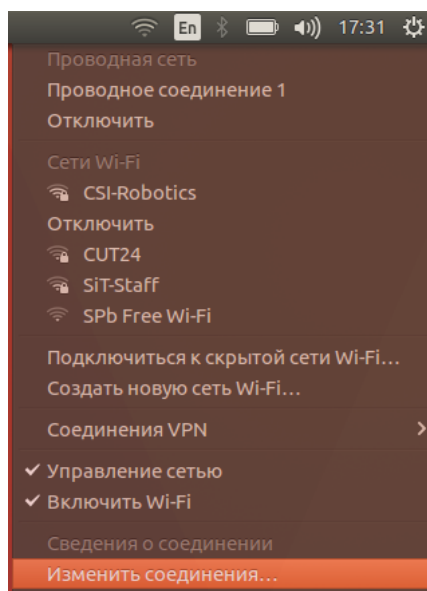 En 17:31
Проводная сеть
Проводное соединение 1
Отключить
Сети Wi-Fi
CSI-Robotics
Отключить
CUT24
SiT-Staff
SPb Free Wi-Fi
Подключиться к скрытой сети Wi-Fi...
Создать новую сеть Wi-Fi...
Соединения VPN
Управление сетью
Включить Wi-Fi
Сведения о соединении
Изменить соединения...